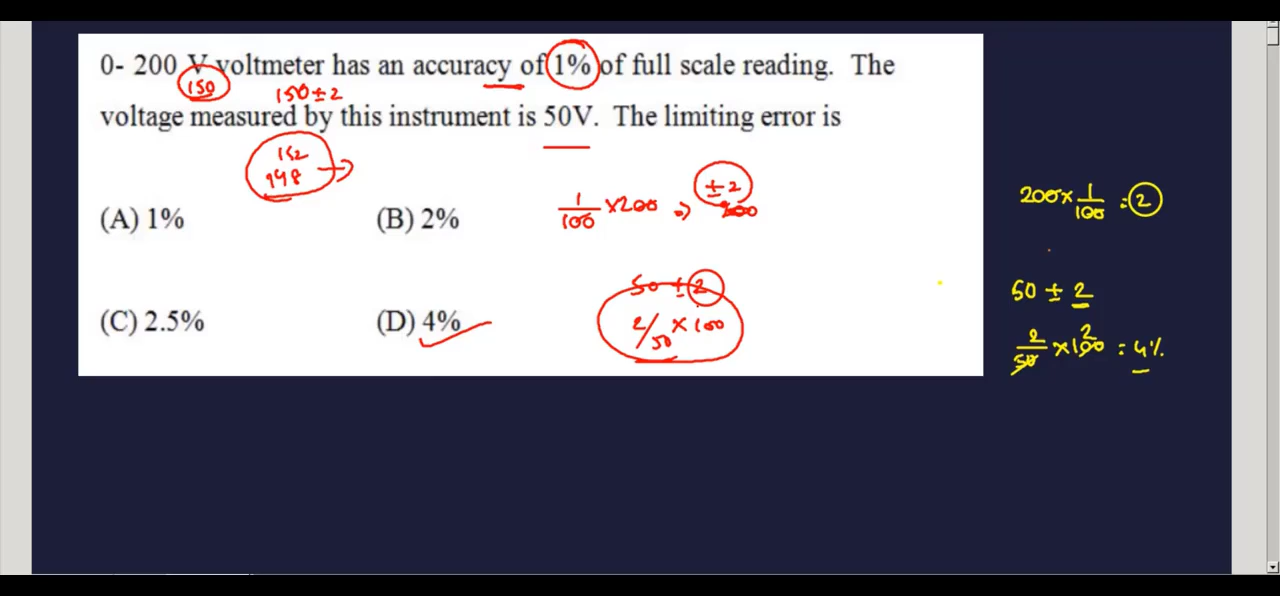 0- 200 V voltmeter has an accuracy of 1% of full scale reading. The
150
150 ± 2
voltage measured by this instrument is 50V. The limiting error is
152
148
(A) 1%
(B) 2%
1/100 × 200 ⇒ ± 2
50 ± 2
(C) 2.5%
(D) 4%
2/50 × 100
200 × 1/100 = 2
50 ± 2
2/50 × 100 2 = 4%